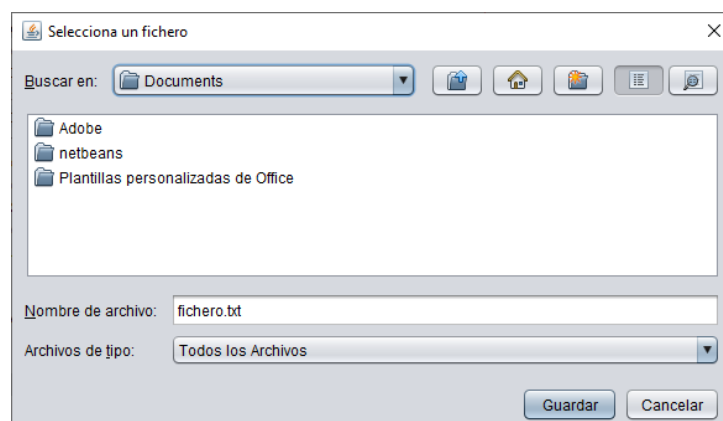 Selecciona un fichero
Buscar en: Documents
Adobe
netbeans
Plantillas personalizadas de Office
Nombre de archivo: fichero.txt
Archivos de tipo: Todos los Archivos
Guardar Cancelar